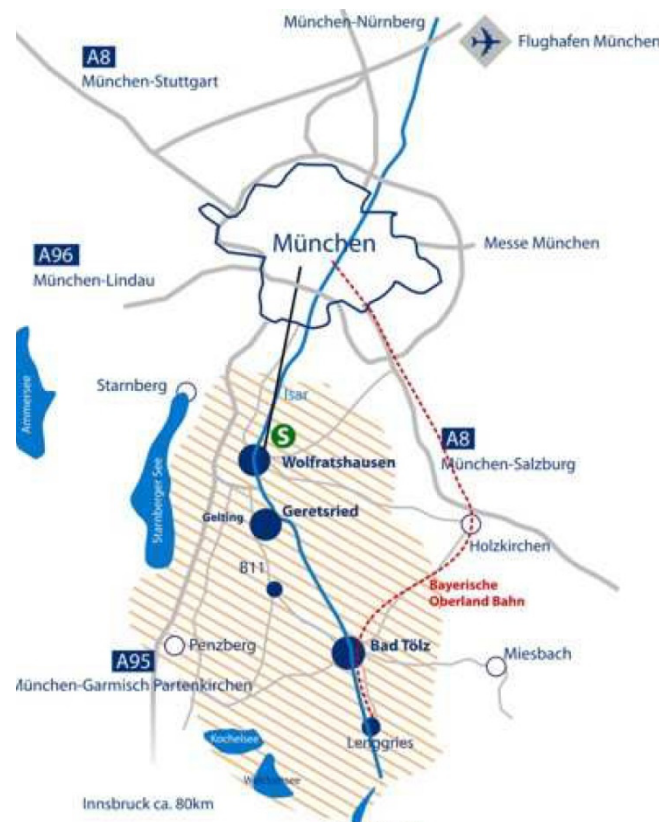 München-Nürnberg
Flughafen München
A8
München-Stuttgart
München
Messe München
A96
München-Lindau
Ammersee
Starnberg
Isar
Starnberger See
S
Wolfratshausen
A8
München-Salzburg
Gelting
Geretsried
Holzkirchen
B11
Bayerische
Oberland Bahn
Penzberg
Bad Tölz
Miesbach
A95
München-Garmisch Partenkirchen
Kochelsee
Lenggries
Innsbruck ca. 80km